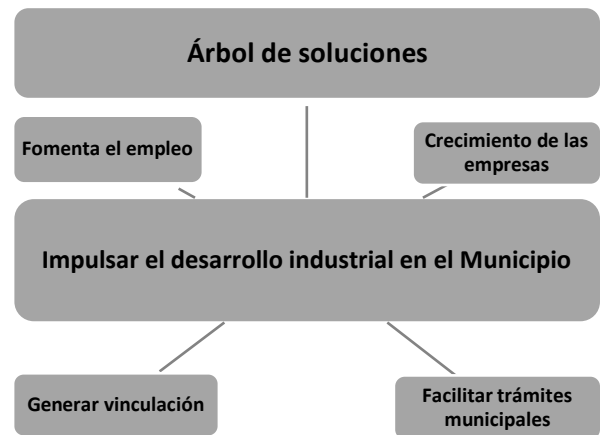 Árbol de soluciones
Fomenta el empleo
Crecimiento de las
empresas
Impulsar el desarrollo industrial en el Municipio
Generar vinculación
Facilitar trámites
municipales